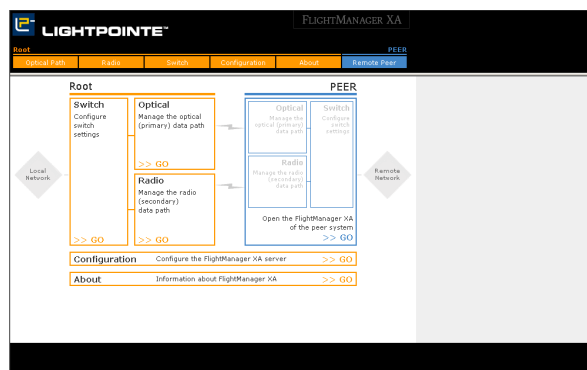 LIGHTPOINTE™
FLIGHTMANAGER XA
Root
PEER
Optical Path
Radio
Switch
Configuration
About
Remote Peer
Root
PEER
Switch
Configure
switch
settings
>> GO
Optical
Manage the optical
(primary) data path
>> GO
Radio
Manage the radio
(secondary)
data path
>> GO
Optical
Manage the
optical (primary)
data path
Switch
Configure
switch
settings
Radio
Manage the radio
(secondary)
data path
Open the FlightManager XA
of the peer system
>> GO
Local
Network
Remote
Network
Configuration Configure the FlightManager XA server >> GO
About Information about FlightManager XA >> GO